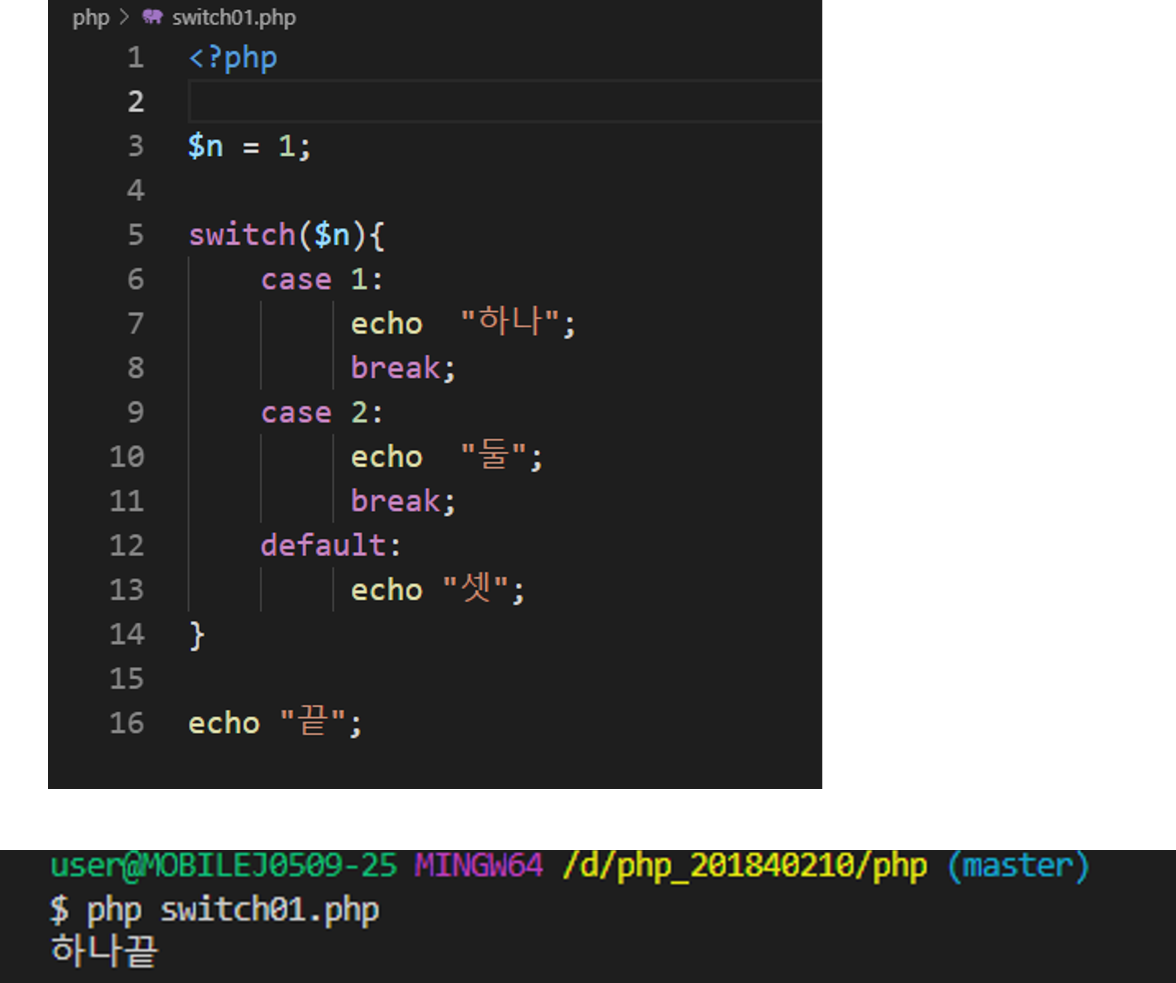 php > switch01.php
1 <?php
2
3 $n = 1;
4
5 switch($n){
6     case 1:
7         echo  "하나";
8         break;
9     case 2:
10         echo  "둘";
11         break;
12     default:
13         echo "셋";
14 }
15
16 echo "끝";
user@MOBILEJ0509-25 MINGW64 /d/php_201840210/php (master)
$ php switch01.php
하나끝